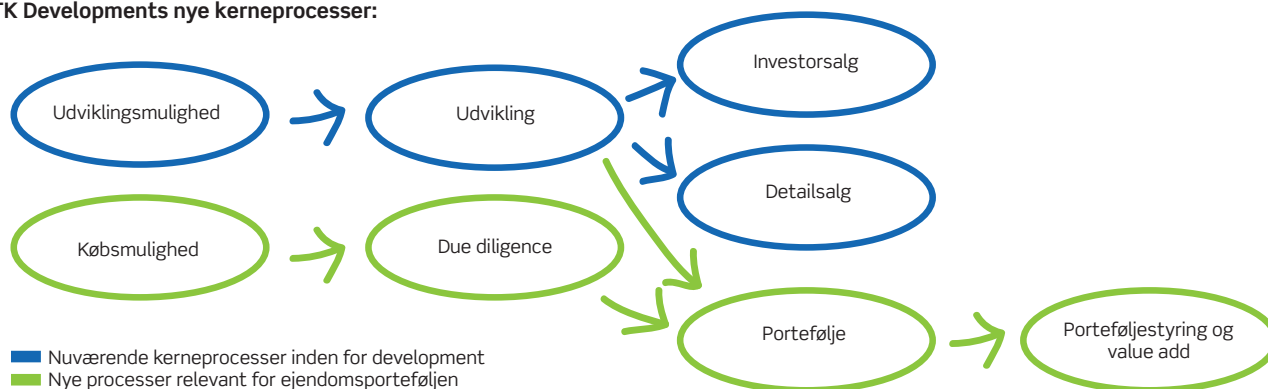 TK Developments nye kerneprocesser:
Investorsalg
Udviklingsmulighed
Udvikling
Detailsalg
Købsmulighed
Due diligence
Portefølje
Porteføljestyring og
value add
Nuværende kerneprocesser inden for development
Nye processer relevant for ejendomsporteføljen